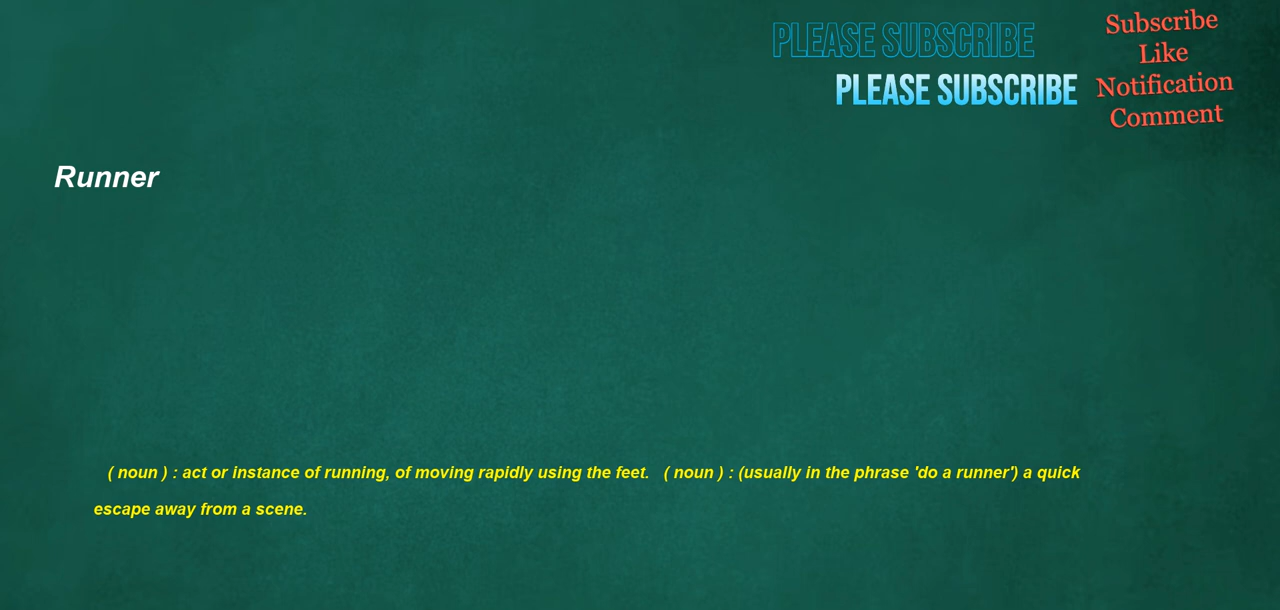 PLEASE SUBSCRIBE
PLEASE SUBSCRIBE
Subscribe
Like
Notification
Comment
Runner
( noun ) : act or instance of running, of moving rapidly using the feet.   ( noun ) : (usually in the phrase 'do a runner') a quick
escape away from a scene.